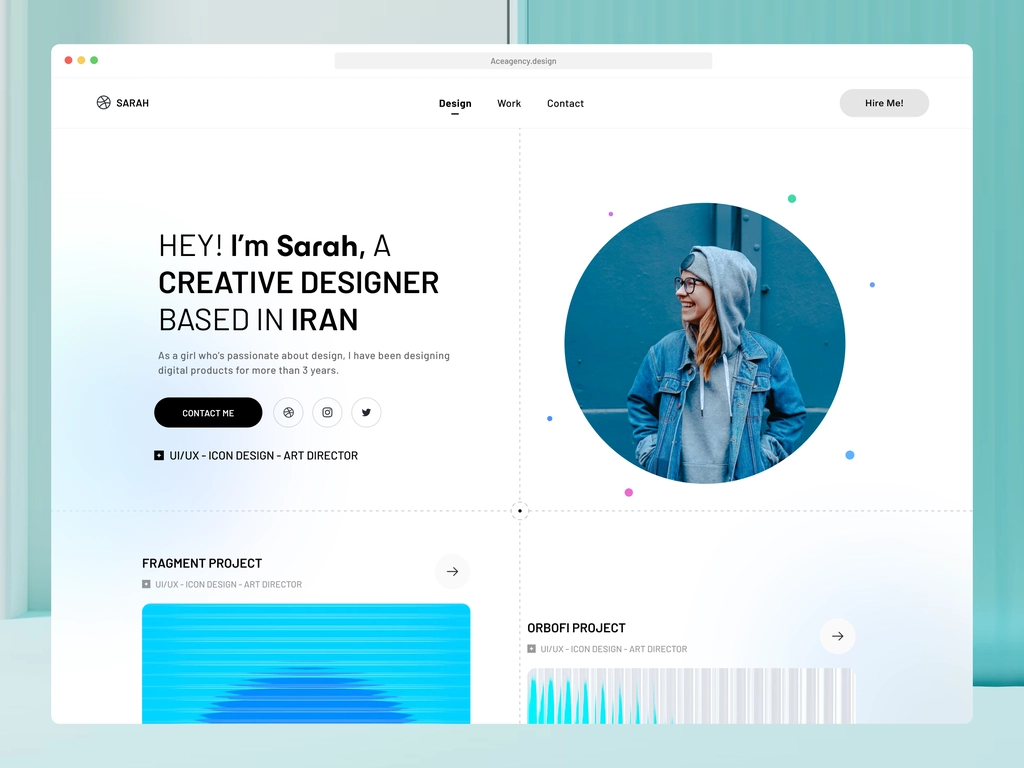 Aceagency.design
SARAH
Design
Work
Contact
Hire Me!
HEY! I'm Sarah, A
CREATIVE DESIGNER
BASED IN IRAN
As a girl who's passionate about design, I have been designing
digital products for more than 3 years.
CONTACT ME
UI/UX - ICON DESIGN - ART DIRECTOR
FRAGMENT PROJECT
UI/UX - ICON DESIGN - ART DIRECTOR
ORBOFI PROJECT
UI/UX - ICON DESIGN - ART DIRECTOR